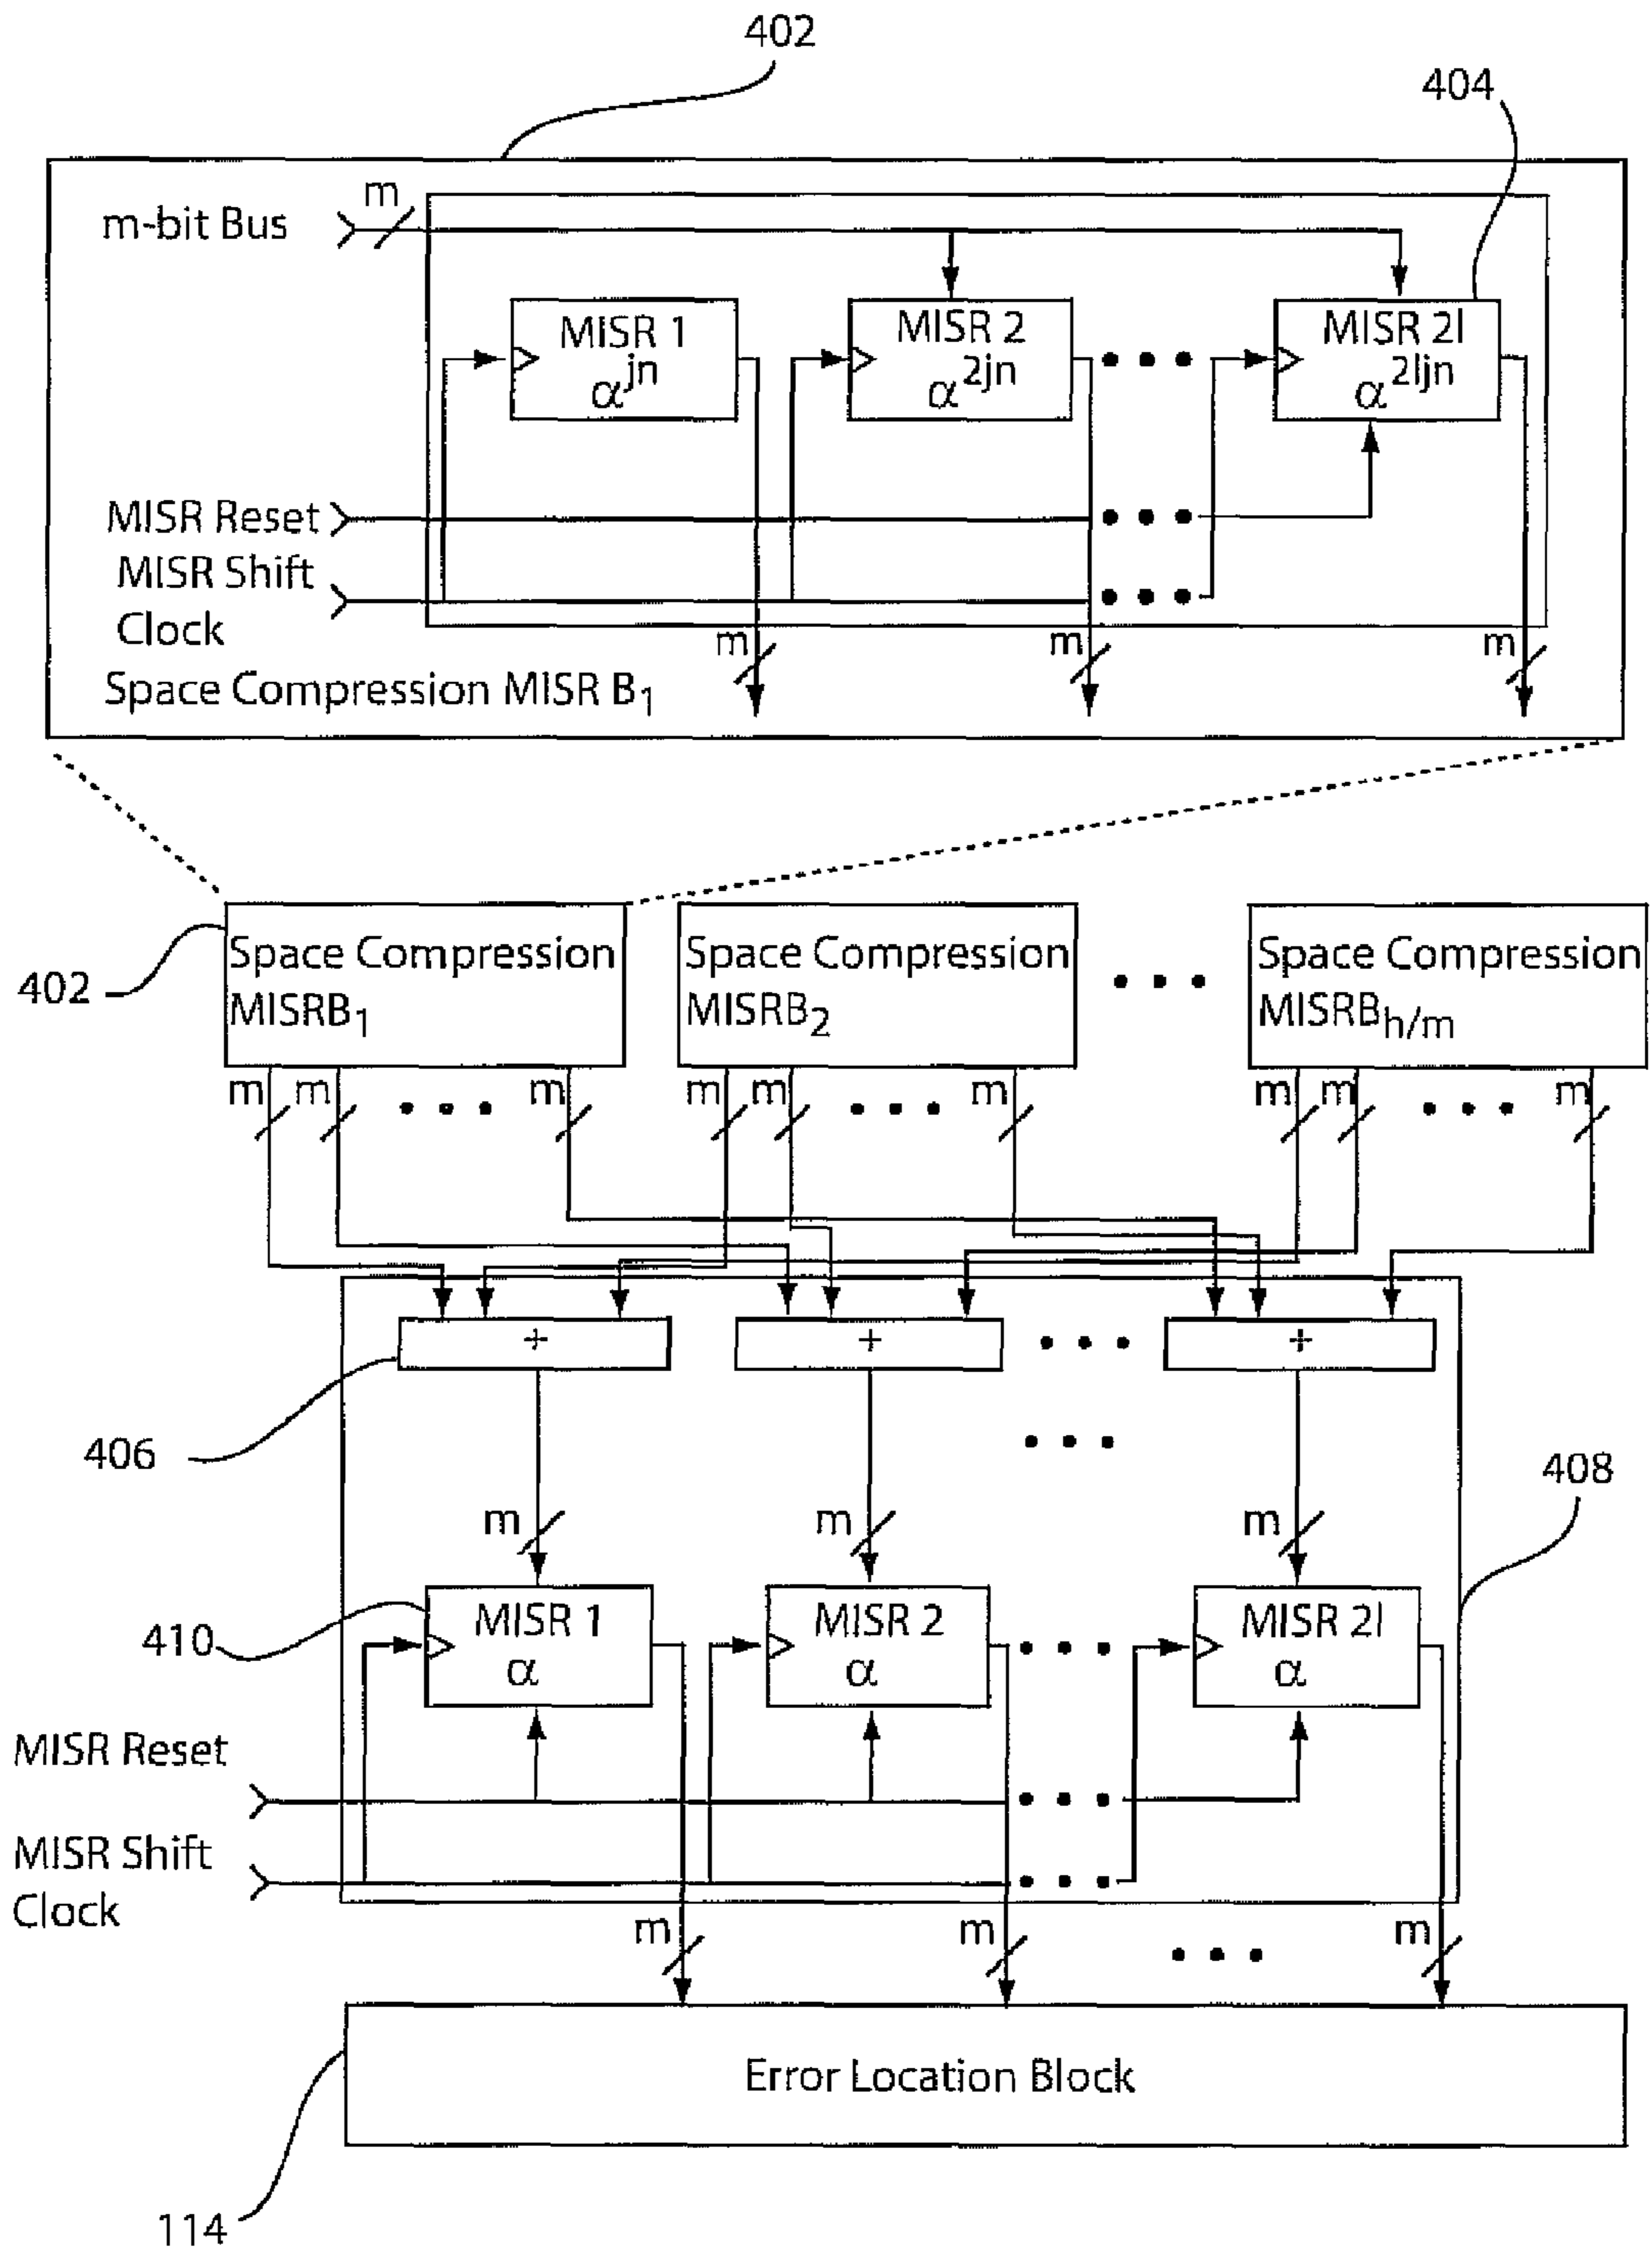 402
404
m
m-bit Bus
MISR 1
α^jn
MISR 2
α^2jn
MISR 2l
α^2ljn
MISR Reset
MISR Shift
Clock
m m m
Space Compression MISR B₁
402
Space Compression
MISRB₁
Space Compression
MISRB₂
Space Compression
MISRB_h/m
m m m m m m m m m
+ + +
406
408
m m m
410
MISR 1
α
MISR 2
α
MISR 2l
α
MISR Reset
MISR Shift
Clock
m m m
Error Location Block
114